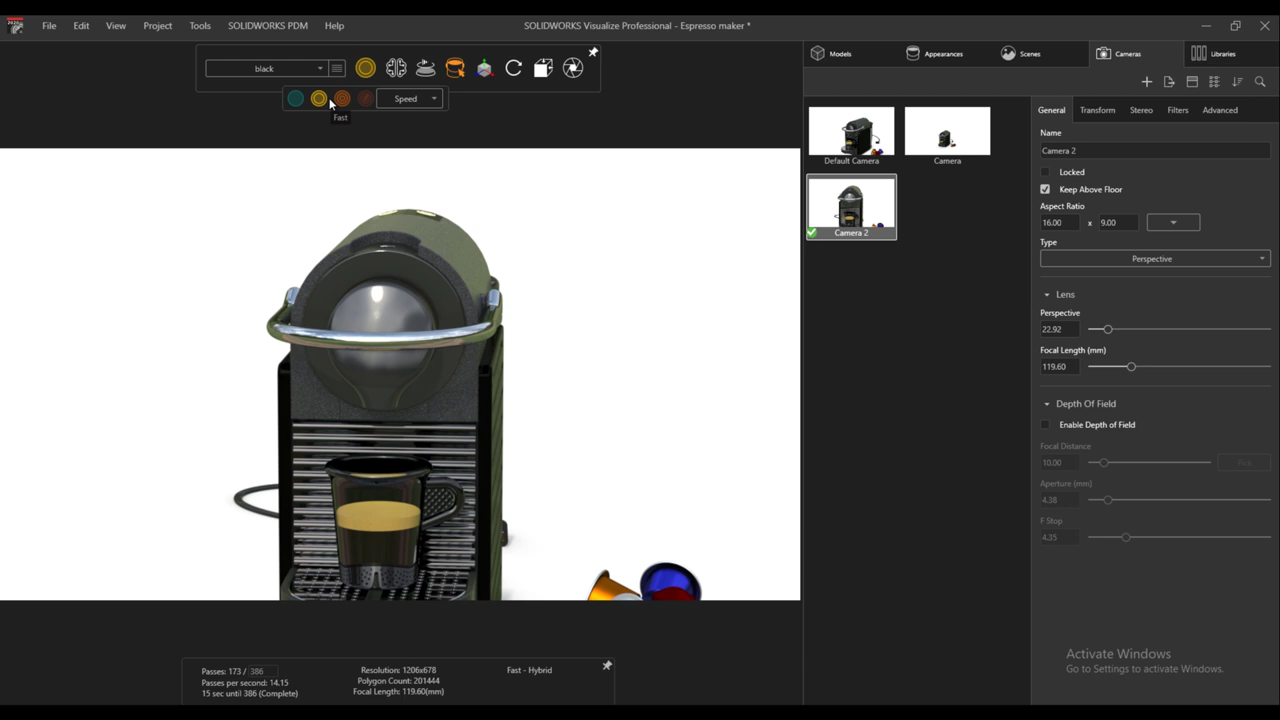 File Edit View Project Tools SOLIDWORKS PDM Help
SOLIDWORKS Visualize Professional - Espresso maker *
black
Speed
Fast
Models Appearances Scenes Cameras Libraries
Default Camera
Camera
Camera 2
General Transform Stereo Filters Advanced
Name
Camera 2
Locked
Keep Above Floor
Aspect Ratio
16.00 x 9.00
Type
Perspective
Lens
Perspective
22.92
Focal Length (mm)
119.60
Depth Of Field
Enable Depth of Field
Focal Distance
10.00 Pick
Aperture (mm)
4.38
F Stop
4.35
Passes: 173 / 386
Passes per second: 14.15
15 sec until 386 (Complete)
Resolution: 1206x678
Polygon Count: 201444
Focal Length: 119.60(mm)
Fast - Hybrid
Activate Windows
Go to Settings to activate Windows.